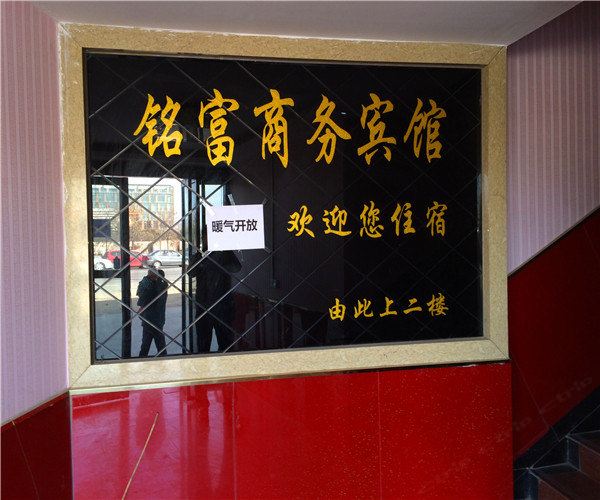 铭富商务宾馆
暖气开放
欢迎您住宿
由此上二楼